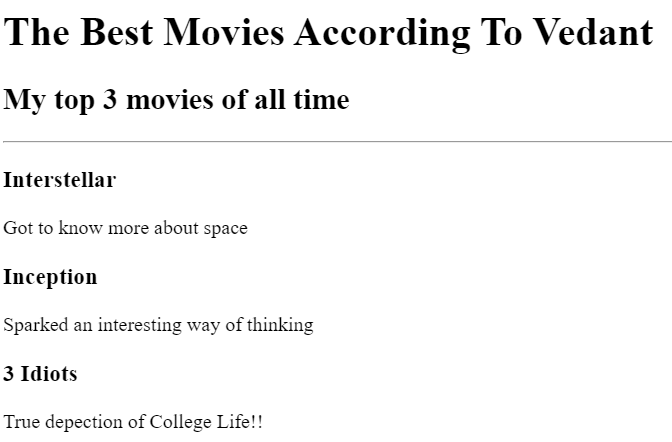 The Best Movies According To Vedant
My top 3 movies of all time
Interstellar
Got to know more about space
Inception
Sparked an interesting way of thinking
3 Idiots
True depection of College Life!!